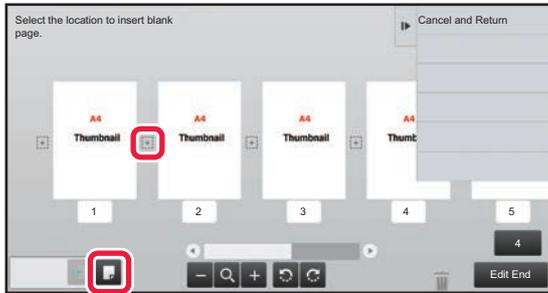 Select the location to insert blank
page.
Cancel and Return
A4
Thumbnail
A4
Thumbnail
A4
Thumbnail
A4
Thumb
1
2
3
4
5
4
Edit End